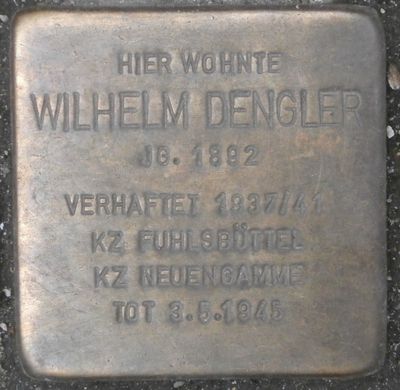 HIER WOHNTE
WILHELM DENGLER
JG. 1892
VERHAFTET 1937/41
KZ FUHLSBÜTTEL
KZ NEUENGAMME
TOT 3.5.1945